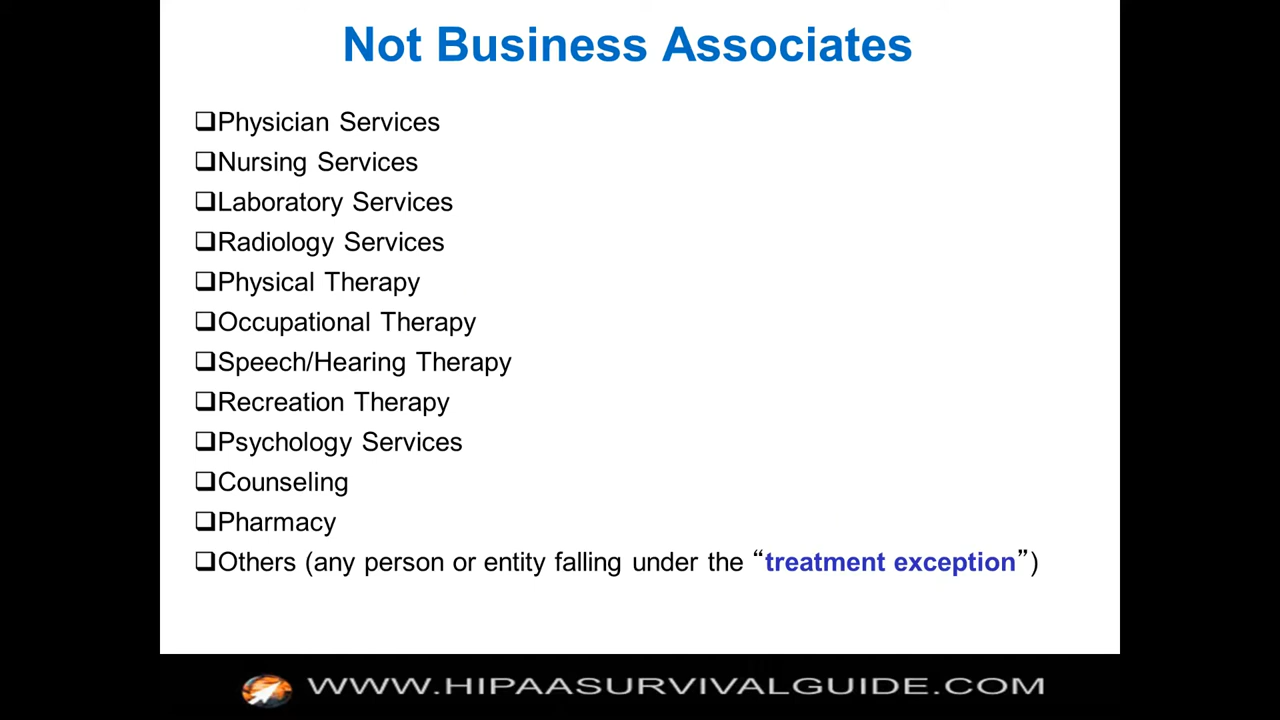 Not Business Associates
❑Physician Services
❑Nursing Services
❑Laboratory Services
❑Radiology Services
❑Physical Therapy
❑Occupational Therapy
❑Speech/Hearing Therapy
❑Recreation Therapy
❑Psychology Services
❑Counseling
❑Pharmacy
❑Others (any person or entity falling under the “treatment exception”)
WWW.HIPAASURVIVALGUIDE.COM